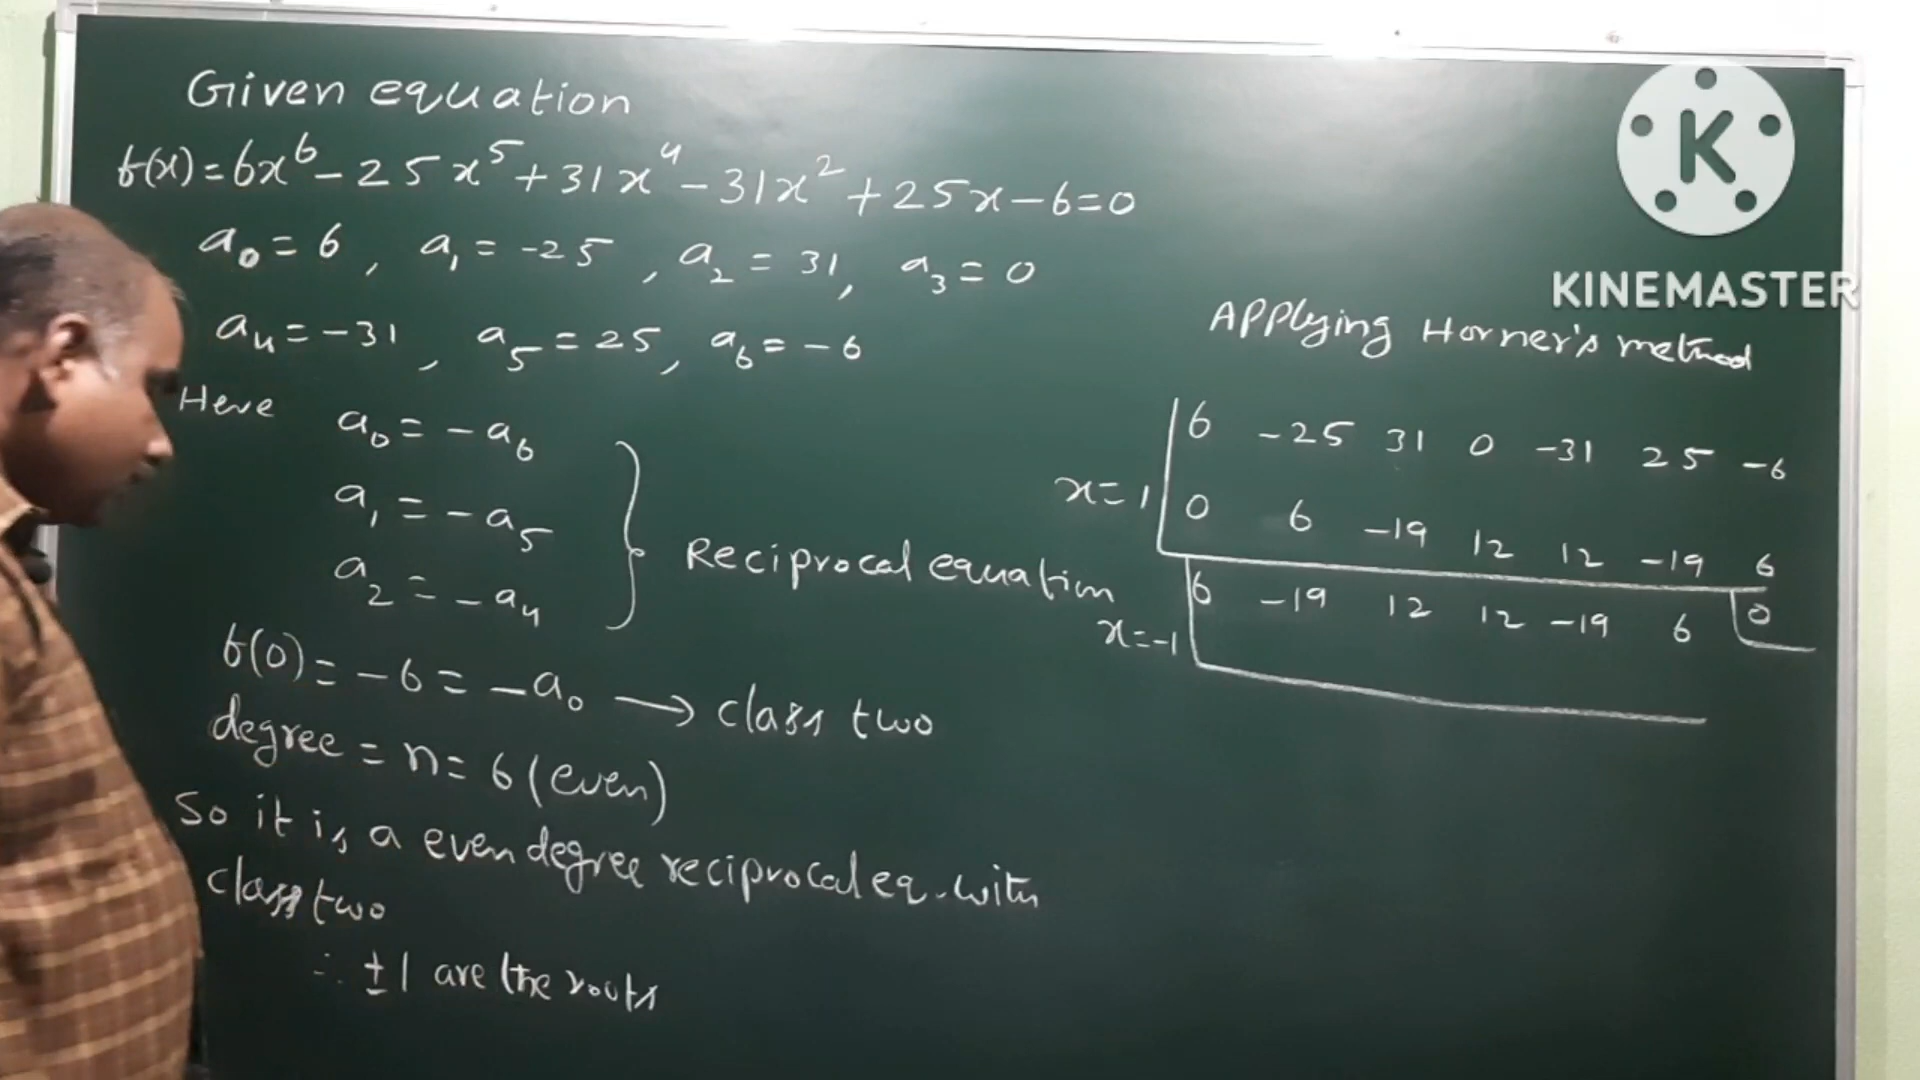 Given equation
f(x)=6x⁶-25x⁵+31x⁴-31x²+25x-6=0
a₀=6, a₁=-25, a₂=31, a₃=0
a₄=-31, a₅=25, a₆=-6
Here a₀=-a₆
a₁=-a₅
a₂=-a₄
Reciprocal equation
f(0)=-6=-a₀ → class two
degree=n=6(even)
So it is a even degree reciprocal eq. with
class two
∴ ±1 are the roots
K
KINEMASTER
Applying Horner's method
6 -25 31 0 -31 25 -6
x=1 0 6 -19 12 12 -19 6
6 -19 12 12 -19 6 0
x=-1